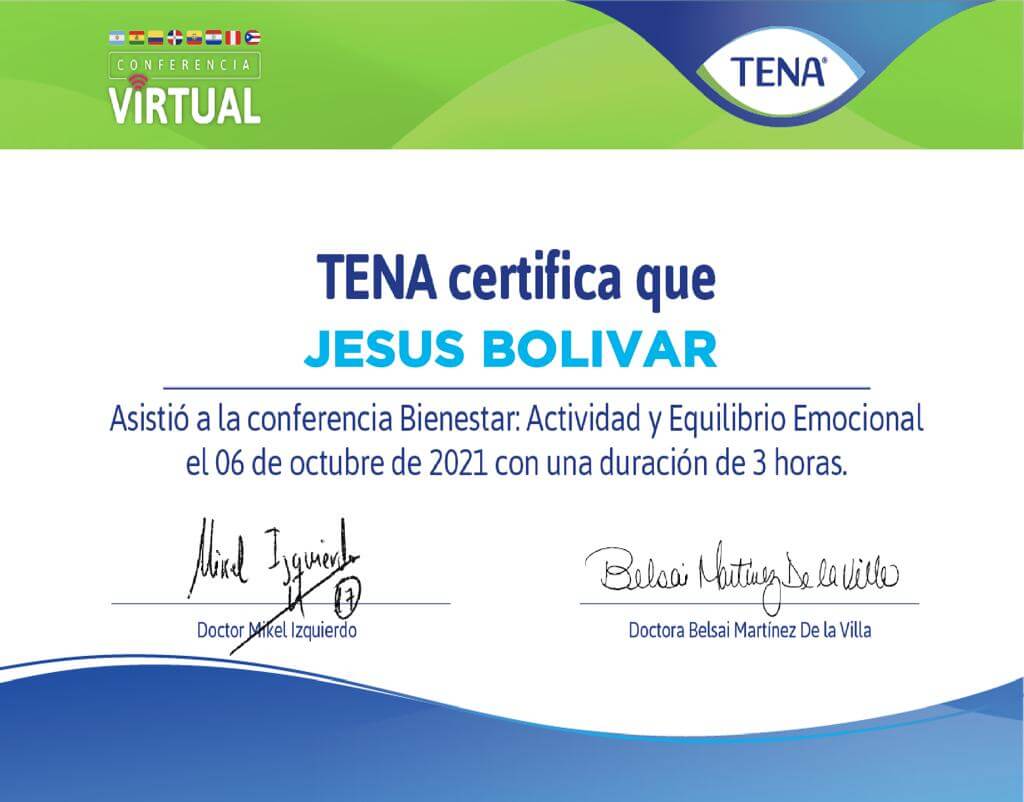 CONFERENCIA
VIRTUAL
TENA®
TENA certifica que
JESUS BOLIVAR
Asistió a la conferencia Bienestar: Actividad y Equilibrio Emocional
el 06 de octubre de 2021 con una duración de 3 horas.
Mikel Izquierdo
17
Belsai Martinez De la Villa
Doctor Mikel Izquierdo
Doctora Belsai Martínez De la Villa